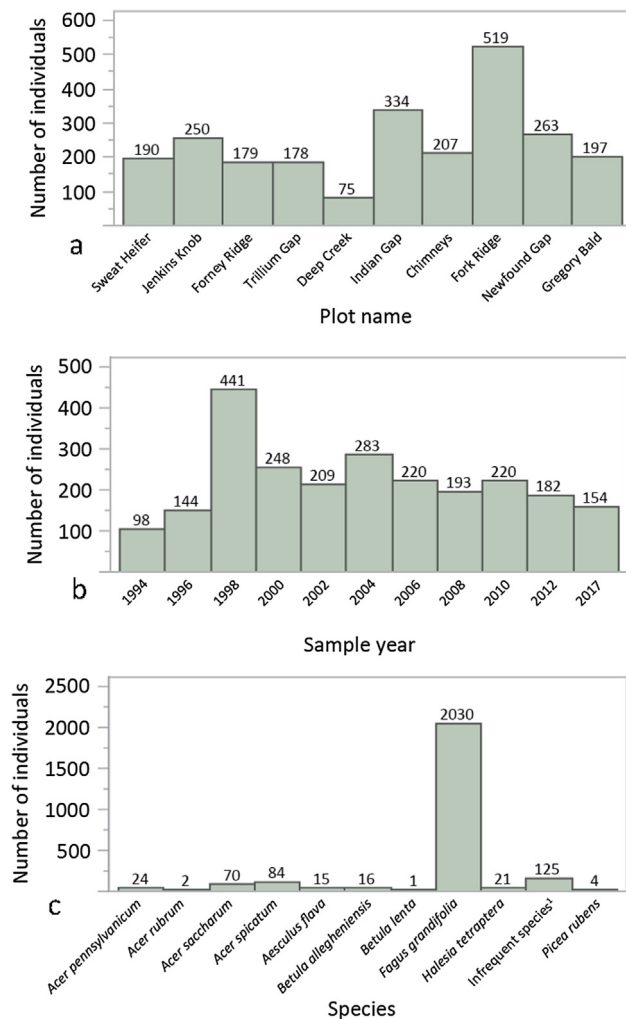 Number of individuals
600
500
400
300
200
100
190
250
179
178
75
334
207
519
263
197
Sweat Heifer
Jenkins Knob
Forney Ridge
Trillium Gap
Deep Creek
Indian Gap
Chimneys
Fork Ridge
Newfound Gap
Gregory Bald
a
Plot name
Number of individuals
500
400
300
200
100
98
144
441
248
209
283
220
193
220
182
154
1994
1996
1998
2000
2002
2004
2006
2008
2010
2012
2017
b
Sample year
Number of individuals
2500
2000
1500
1000
500
24
2
70
84
15
16
1
2030
21
125
4
Acer pennsylvanicum
Acer rubrum
Acer saccharum
Acer spicatum
Aesculus flava
Betula allegheniensis
Betula lenta
Fagus grandifolia
Halesia tetraptera
Infrequent species¹
Picea rubens
c
Species